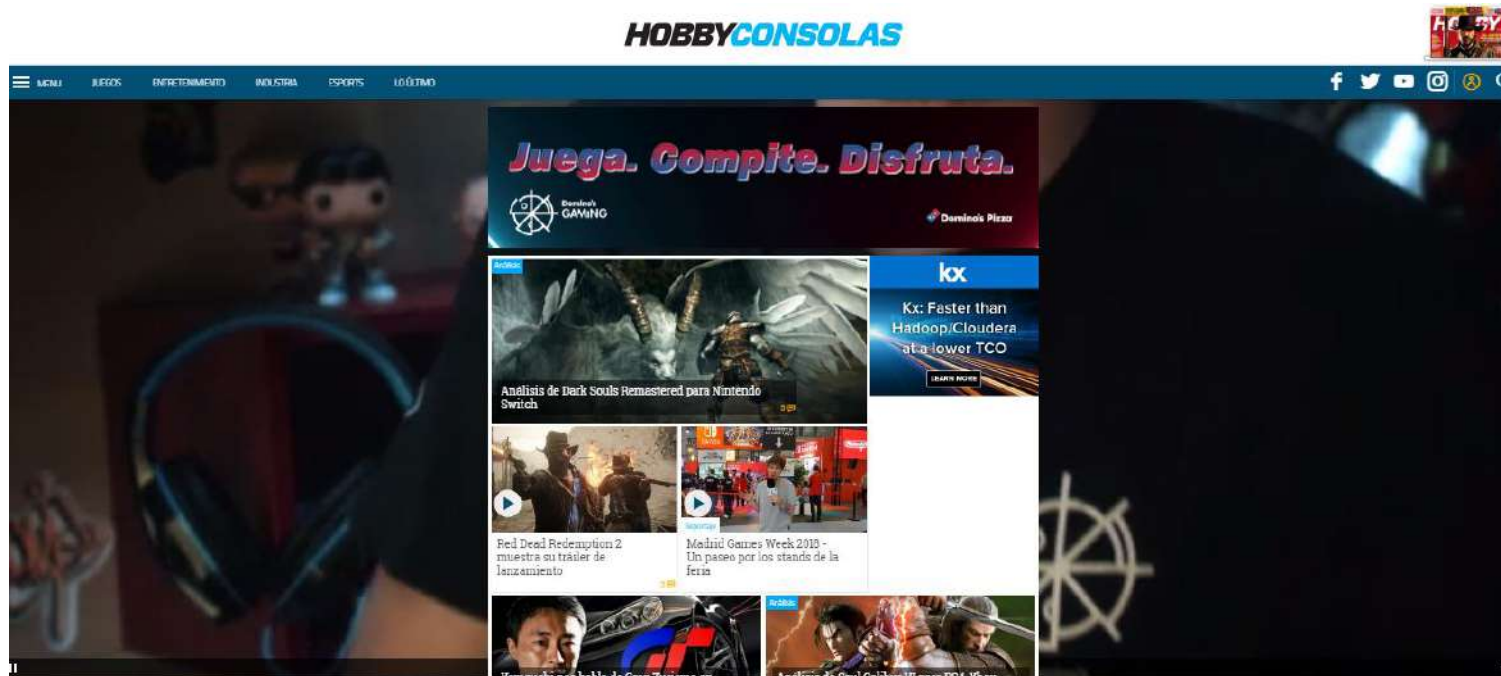 HOBBYCONSOLAS
MENU
JUEGOS
ENTRETENIMIENTO
INDUSTRIA
ESPORTS
LO ÚLTIMO
Juega. Compite. Disfruta.
Domino's
GAMING
Domino's Pizza
Análisis
kx
Kx: Faster than
Hadoop/Cloudera
at a lower TCO
LEARN MORE
Análisis de Dark Souls Remastered para Nintendo
Switch
Reportaje
Red Dead Redemption 2
muestra su tráiler de
lanzamiento
Madrid Games Week 2018 -
Un paseo por los stands de la
feria
Análisis